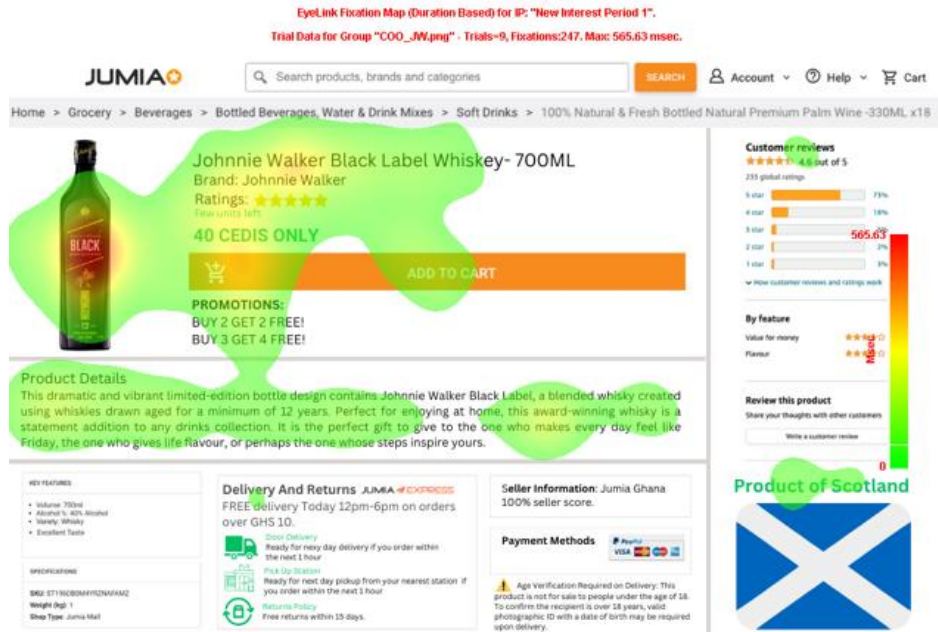 EyeLink Fixation Map (Duration Based) for IP: "New Interest Period 1".
Trial Data for Group "COO_JW.png" - Trials=9, Fixations:247. Max: 565.63 msec.
JUMIA
Search products, brands and categories
SEARCH
Account
Help
Cart
Home > Grocery > Beverages > Bottled Beverages, Water & Drink Mixes > Soft Drinks > 100% Natural & Fresh Bottled Natural Premium Palm Wine -330ML x18
BLACK
12
Johnnie Walker Black Label Whiskey- 700ML
Brand: Johnnie Walker
Ratings:
Few units left
40 CEDIS ONLY
ADD TO CART
PROMOTIONS:
BUY 2 GET 2 FREE!
BUY 3 GET 4 FREE!
Customer reviews
4.6 out of 5
235 global ratings
5 star 73%
4 star 18%
3 star
2 star 2%
1 star 3%
How customer reviews and ratings work
By feature
Value for money
Flavour
Review this product
Share your thoughts with other customers
Write a customer review
565.63
Msec
0
Product Details
This dramatic and vibrant limited-edition bottle design contains Johnnie Walker Black Label, a blended whisky created
using whiskies drawn aged for a minimum of 12 years. Perfect for enjoying at home, this award-winning whisky is a
statement addition to any drinks collection. It is the perfect gift to give to the one who makes every day feel like
Friday, the one who gives life flavour, or perhaps the one whose steps inspire yours.
KEY FEATURES
Volume: 700ml
Alcohol %: 40% Alcohol
Variety: Whisky
Excellent Taste
SPECIFICATIONS
SKU:
Weight (kg): 1
Shop Type: Jumia Mall
Delivery And Returns JUMIA EXPRESS
FREE delivery Today 12pm-6pm on orders
over GHS 10.
Door Delivery
Ready for nexy day delivery if you order within
the next 1 hour
Pick Up Station
Ready for next day pickup from your nearest station if
you order within the next 1 hour
Returns Policy
Free returns within 15 days.
Seller Information: Jumia Ghana
100% seller score.
Payment Methods
PayPal
VISA
Age Verification Required on Delivery: This
product is not for sale to people under the age of 18.
To confirm the recipient is over 18 years, valid
photographic ID with a date of birth may be required
upon delivery.
Product of Scotland